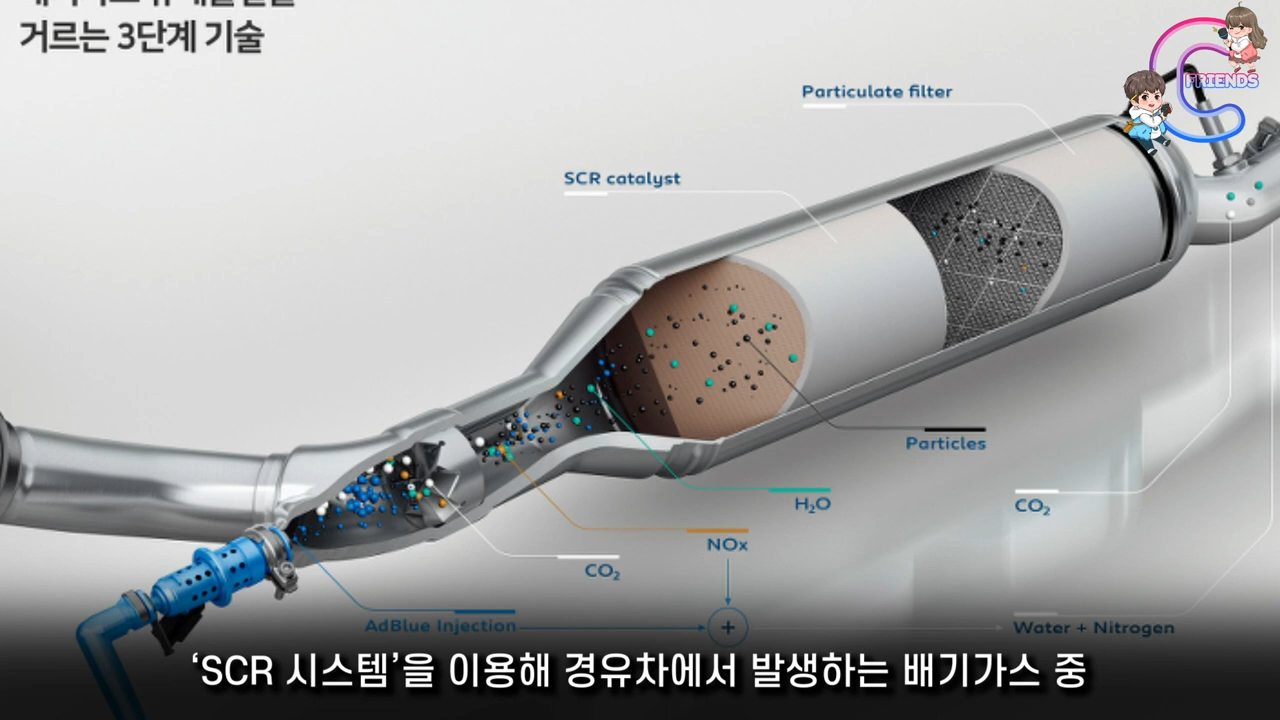 거르는 3단계 기술
FRIENDS
Particulate filter
SCR catalyst
Particles
H₂O
CO₂
NOx
CO₂
AdBlue Injection
+
Water + Nitrogen
‘SCR 시스템’을 이용해 경유차에서 발생하는 배기가스 중